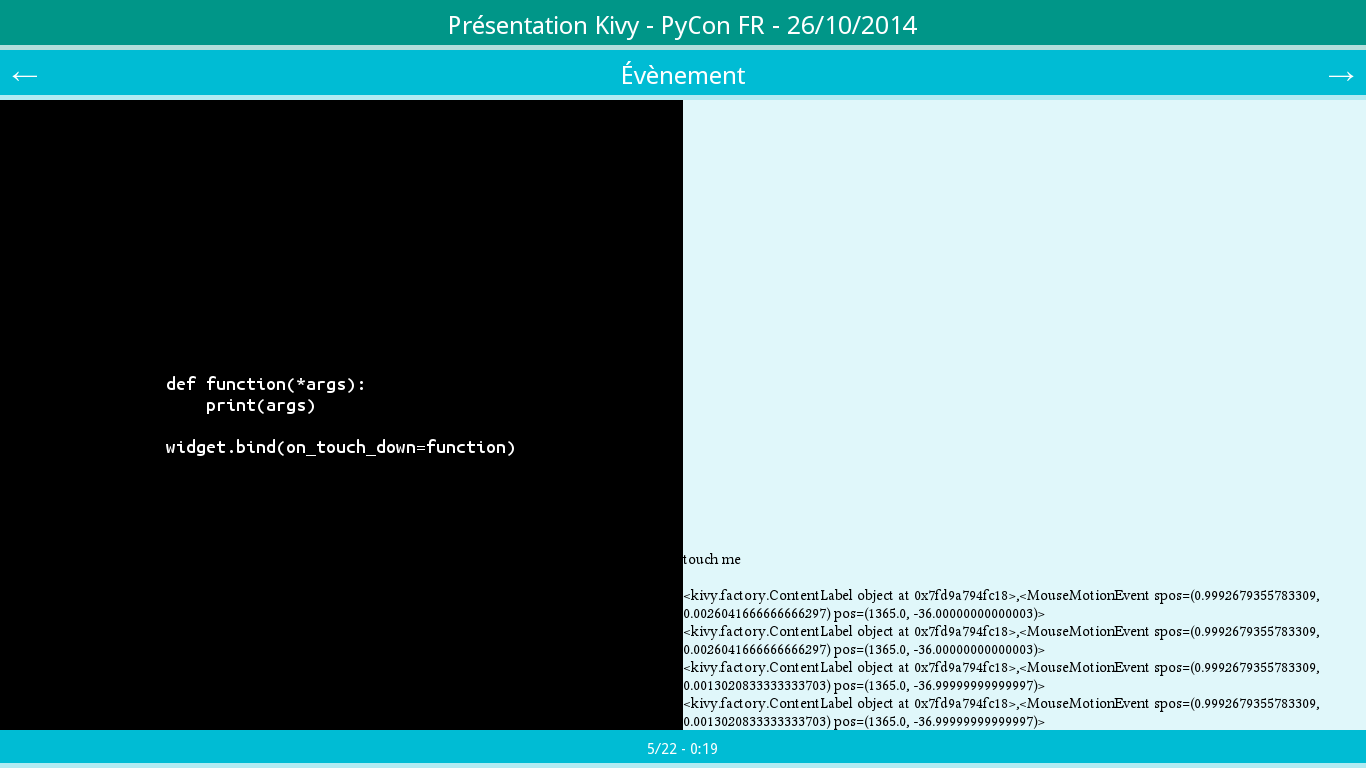 Présentation Kivy - PyCon FR - 26/10/2014
← Évènement →
def function(*args):
    print(args)

widget.bind(on_touch_down=function)
touch me

<kivy.factory.ContentLabel object at 0x7fd9a794fc18>,<MouseMotionEvent spos=(0.9992679355783309,
0.0026041666666666297) pos=(1365.0, -36.00000000000003)>
<kivy.factory.ContentLabel object at 0x7fd9a794fc18>,<MouseMotionEvent spos=(0.9992679355783309,
0.0026041666666666297) pos=(1365.0, -36.00000000000003)>
<kivy.factory.ContentLabel object at 0x7fd9a794fc18>,<MouseMotionEvent spos=(0.9992679355783309,
0.0013020833333333703) pos=(1365.0, -36.99999999999997)>
<kivy.factory.ContentLabel object at 0x7fd9a794fc18>,<MouseMotionEvent spos=(0.9992679355783309,
0.0013020833333333703) pos=(1365.0, -36.99999999999997)>
5/22 - 0:19